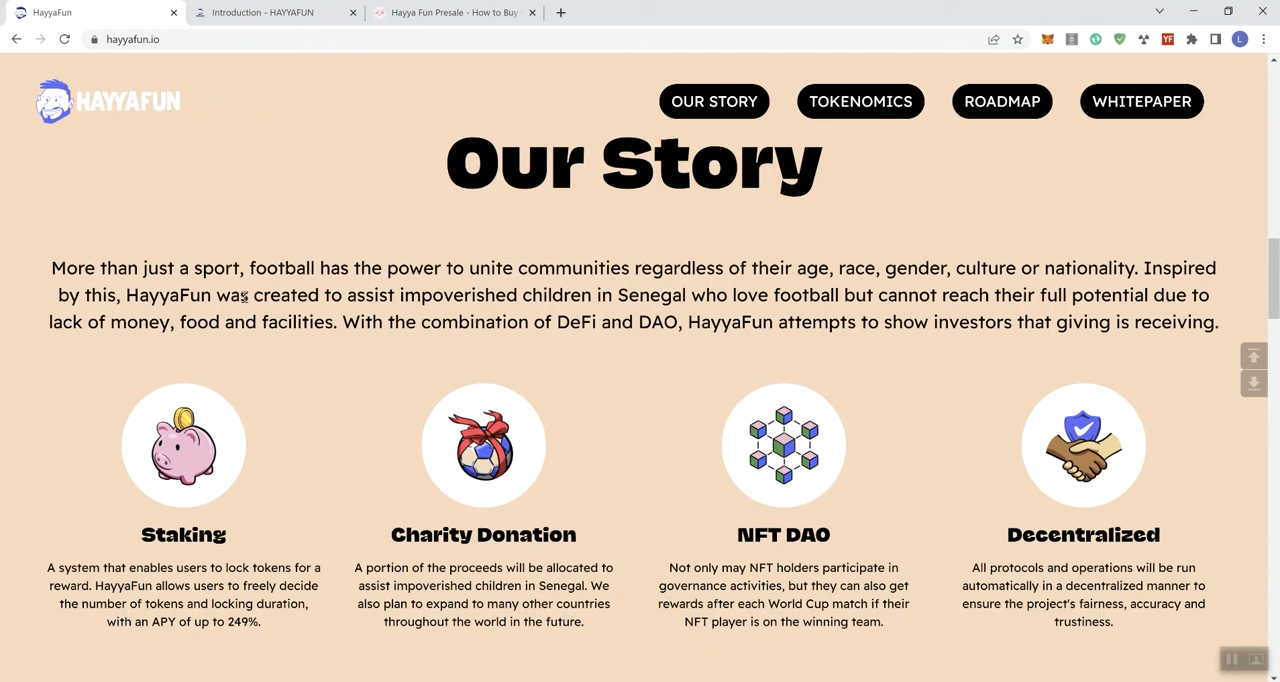 HayyaFun
Introduction - HAYYAFUN
Hayya Fun Presale - How to Buy
hayyafun.io
YF
L
HAYYAFUN
OUR STORY
TOKENOMICS
ROADMAP
WHITEPAPER
Our Story
More than just a sport, football has the power to unite communities regardless of their age, race, gender, culture or nationality. Inspired
by this, HayyaFun was created to assist impoverished children in Senegal who love football but cannot reach their full potential due to
lack of money, food and facilities. With the combination of DeFi and DAO, HayyaFun attempts to show investors that giving is receiving.
Staking
A system that enables users to lock tokens for a
reward. HayyaFun allows users to freely decide
the number of tokens and locking duration,
with an APY of up to 249%.
Charity Donation
A portion of the proceeds will be allocated to
assist impoverished children in Senegal. We
also plan to expand to many other countries
throughout the world in the future.
NFT DAO
Not only may NFT holders participate in
governance activities, but they can also get
rewards after each World Cup match if their
NFT player is on the winning team.
Decentralized
All protocols and operations will be run
automatically in a decentralized manner to
ensure the project's fairness, accuracy and
trustiness.